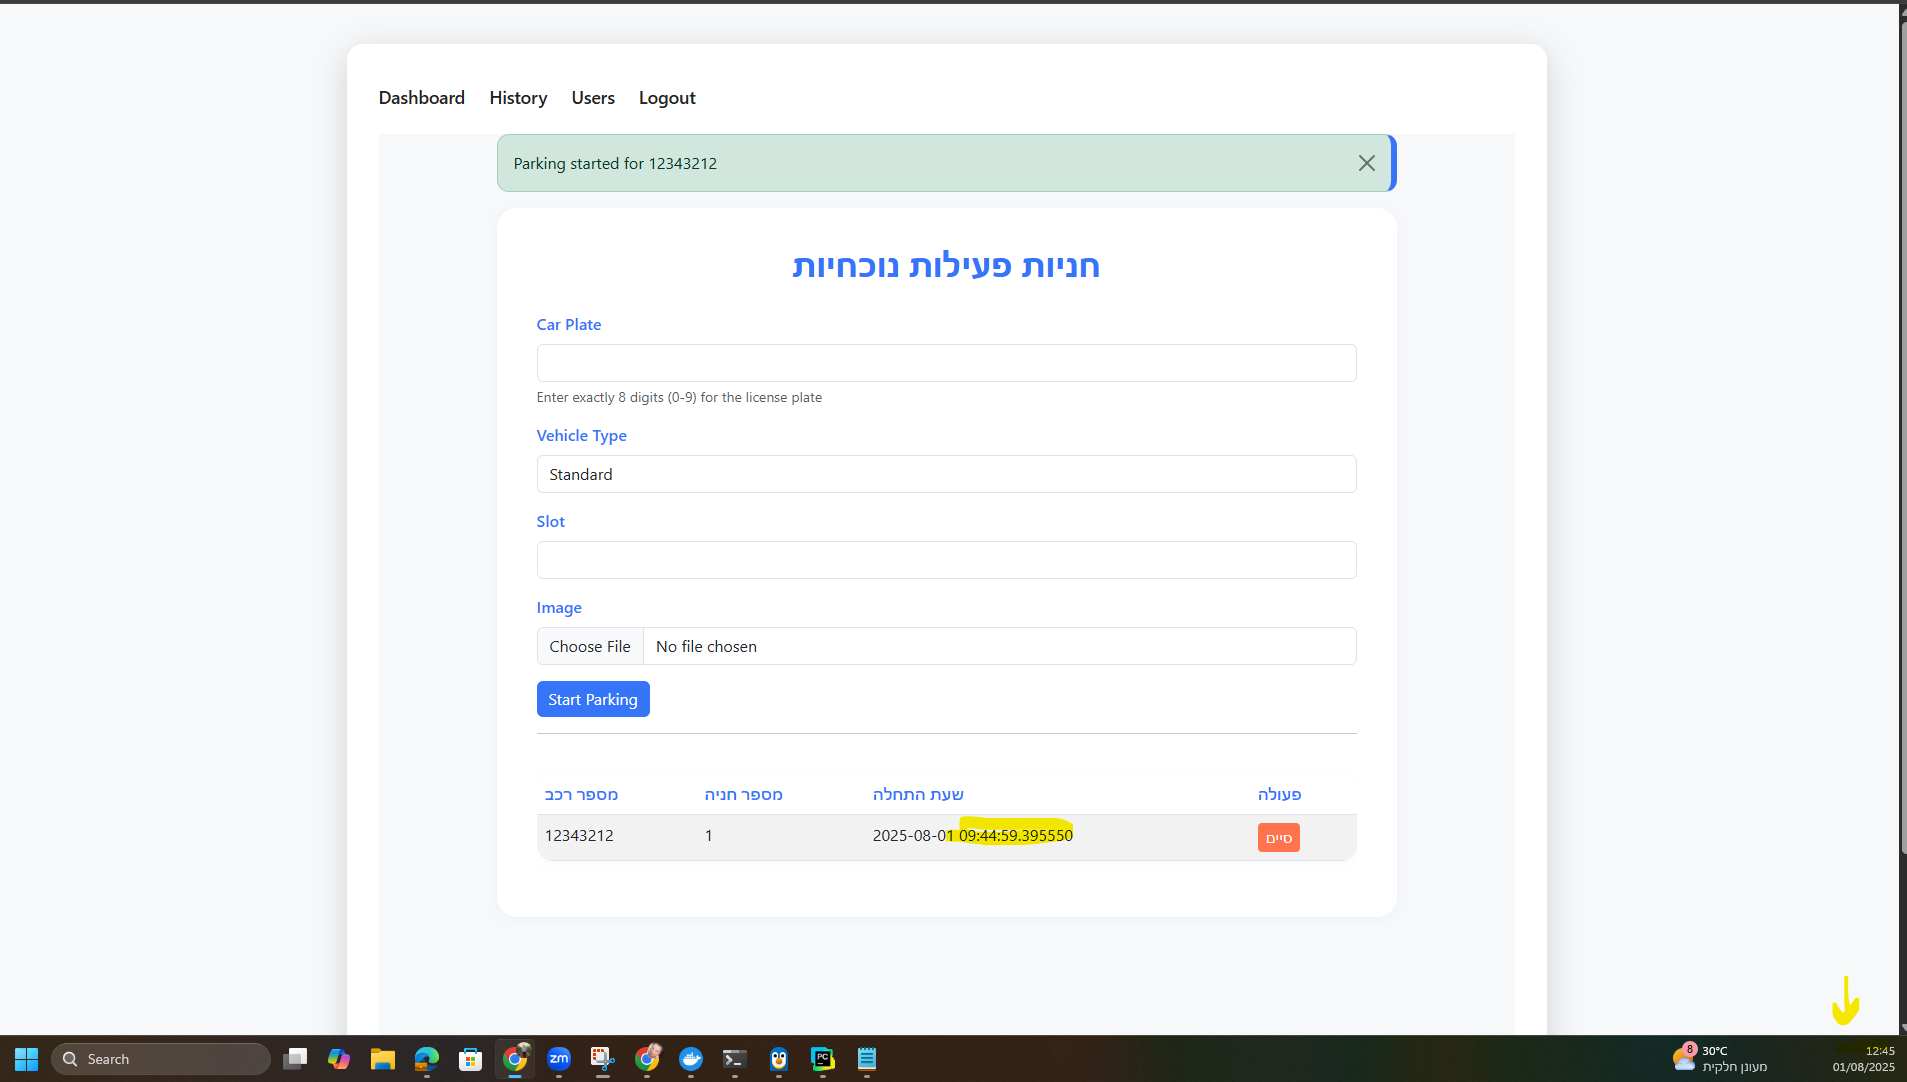 Dashboard History Users Logout
Parking started for 12343212
חניות פעילות נוכחיות
Car Plate
Enter exactly 8 digits (0-9) for the license plate
Vehicle Type
Standard
Slot
Image
Choose File No file chosen
Start Parking
מספר רכב מספר חניה שעת התחלה פעולה
12343212 1 2025-08-01 09:44:59.395550 סיים
Search
zm
PC
8
30°C
מעונן חלקית
12:45
01/08/2025